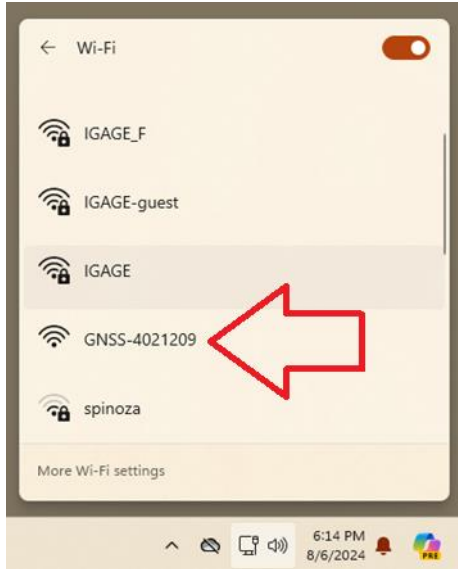 Wi-Fi
IGAGE_F
IGAGE-guest
IGAGE
GNSS-4021209
spinoza
More Wi-Fi settings
6:14 PM
8/6/2024
PRE